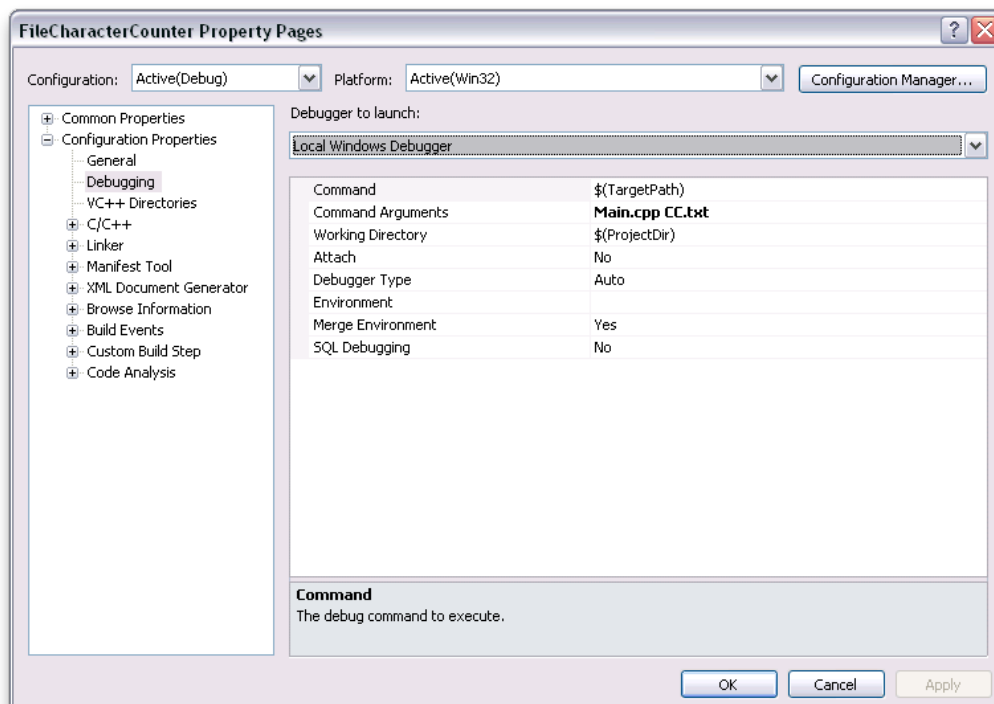 FileCharacterCounter Property Pages
Configuration: Active(Debug) Platform: Active(Win32) Configuration Manager...
Common Properties
Configuration Properties
General
Debugging
VC++ Directories
C/C++
Linker
Manifest Tool
XML Document Generator
Browse Information
Build Events
Custom Build Step
Code Analysis
Debugger to launch:
Local Windows Debugger
Command $(TargetPath)
Command Arguments Main.cpp CC.txt
Working Directory $(ProjectDir)
Attach No
Debugger Type Auto
Environment
Merge Environment Yes
SQL Debugging No
Command
The debug command to execute.
OK Cancel Apply